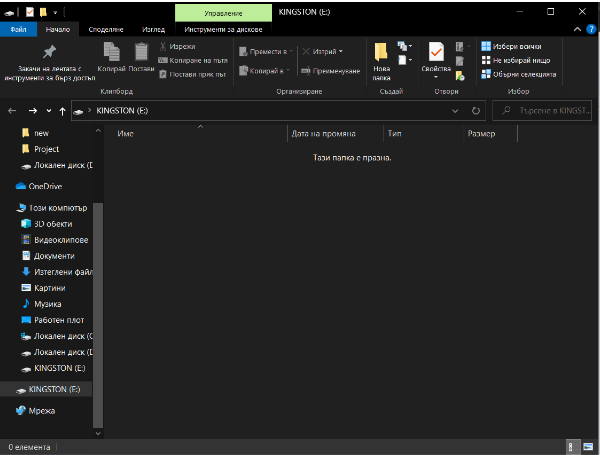 Управление
KINGSTON (E:)
Файл
Начало
Споделяне
Изглед
Инструменти за дискове
Закачи на лентата с
инструменти за бърз достъп
Копирай
Постави
Изрежи
Копиране на пътя
Постави пряк път
Премести в
Копирай в
Изтрий
Преименуване
Нова
папка
Свойства
Избери всички
Не избирай нищо
Обърни селекцията
Клипборд
Организиране
Създай
Отвори
Избор
KINGSTON (E:)
Търсене в KINGST...
Име
Дата на промяна
Тип
Размер
Тази папка е празна.
new
Project
Локален диск (D
OneDrive
Този компютър
3D обекти
Видеоклипове
Документи
Изтеглени файл
Картини
Музика
Работен плот
Локален диск (C
Локален диск (D
KINGSTON (E:)
KINGSTON (E:)
Мрежа
0 елемента